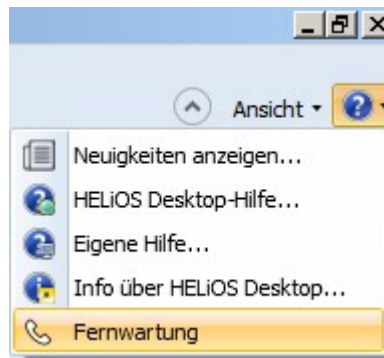 Ansicht
Neuigkeiten anzeigen...
HELiOS Desktop-Hilfe...
Eigene Hilfe...
Info über HELiOS Desktop...
Fernwartung